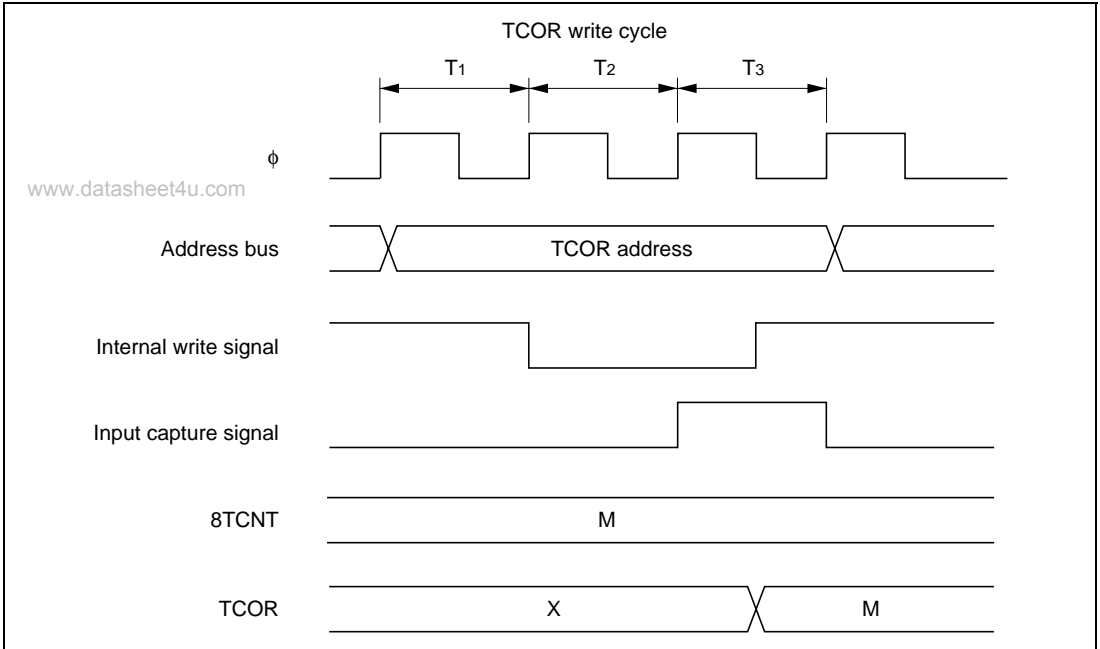 TCOR write cycle
T1 T2 T3
φ
www.datasheet4u.com
Address bus TCOR address
Internal write signal
Input capture signal
8TCNT M
TCOR X M